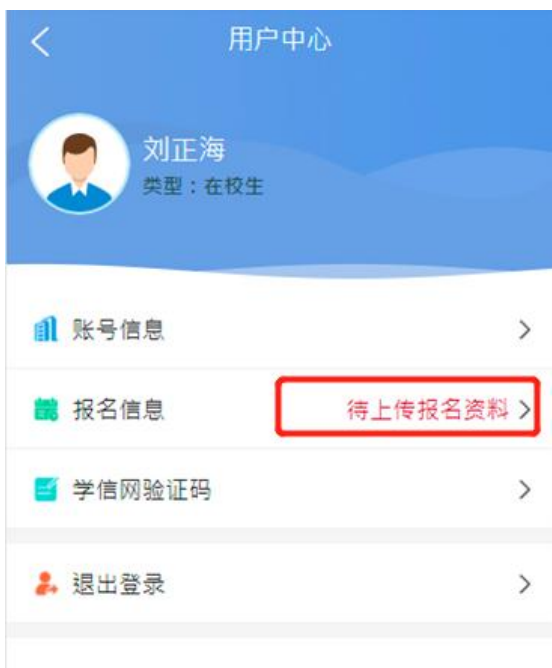 用户中心
刘正海
类型：在校生
账号信息
报名信息 待上传报名资料
学信网验证码
退出登录